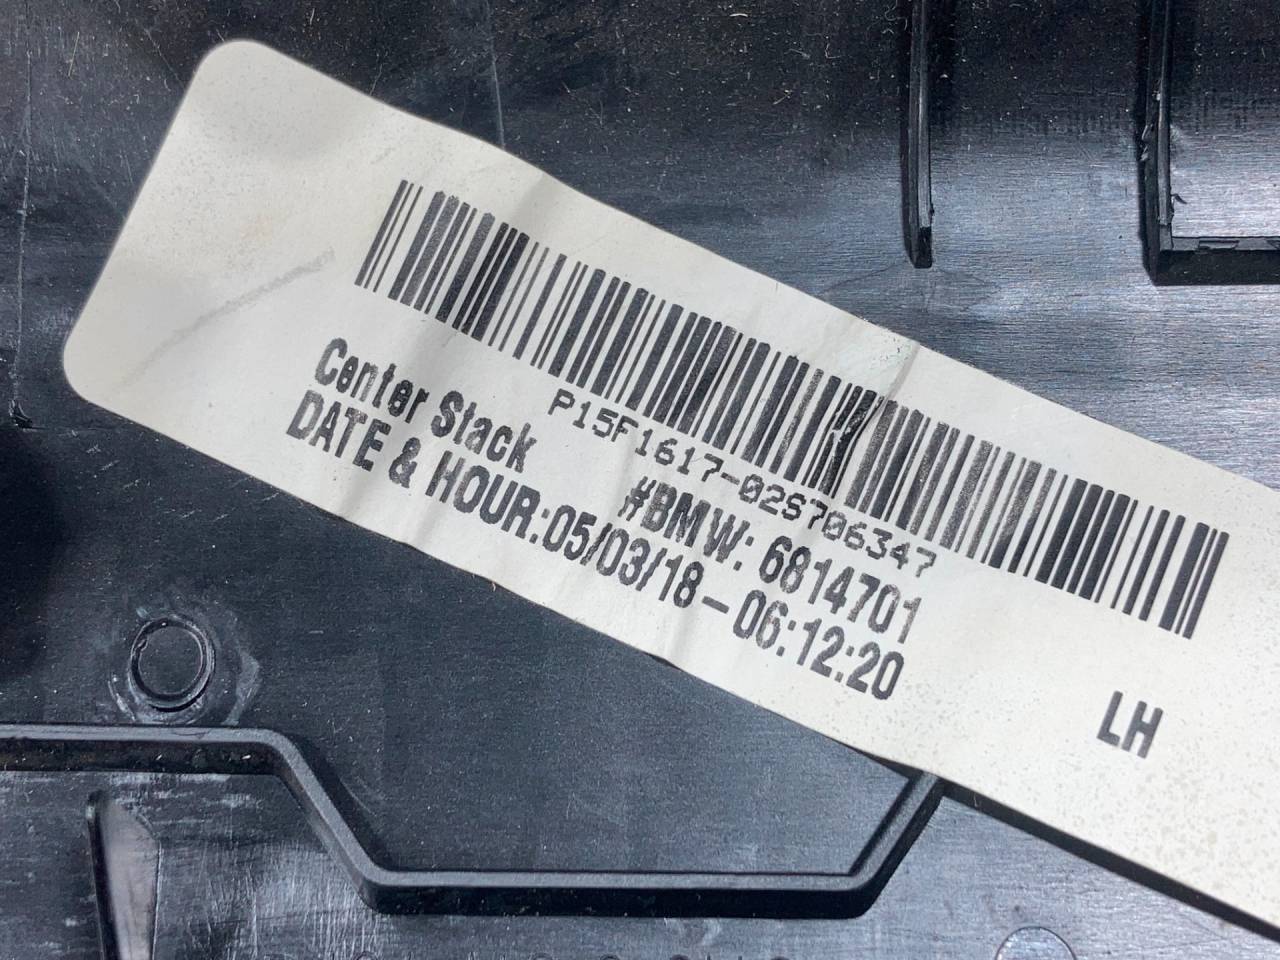 P15F1617-02S706347
Center Stack
#BMW: 6814701
DATE & HOUR:05/03/18-06:12:20
LH